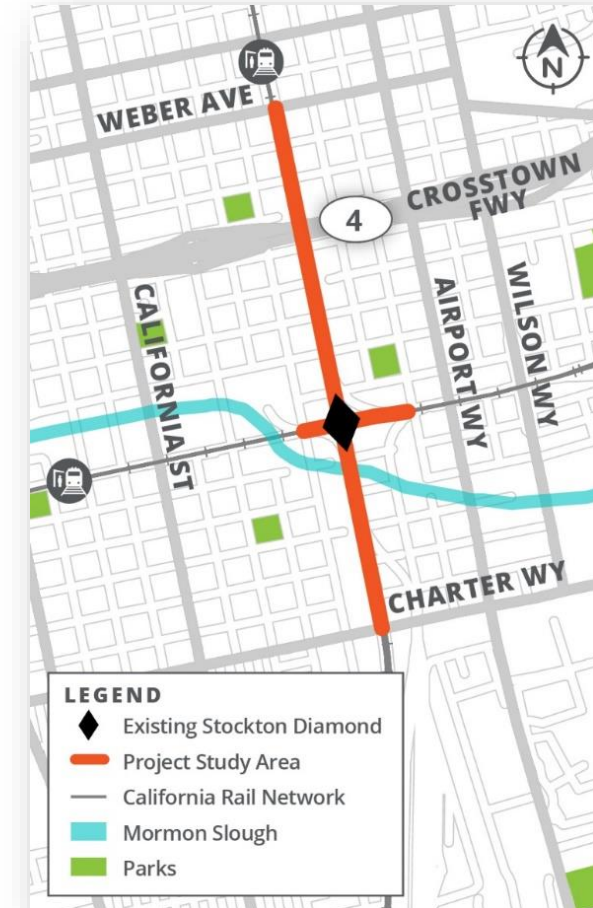 N
WEBER AVE
CROSSTOWN
FWY
4
CALIFORNIA ST
AIRPORT WY
WILSON WY
CHARTER WY
LEGEND
Existing Stockton Diamond
Project Study Area
California Rail Network
Mormon Slough
Parks